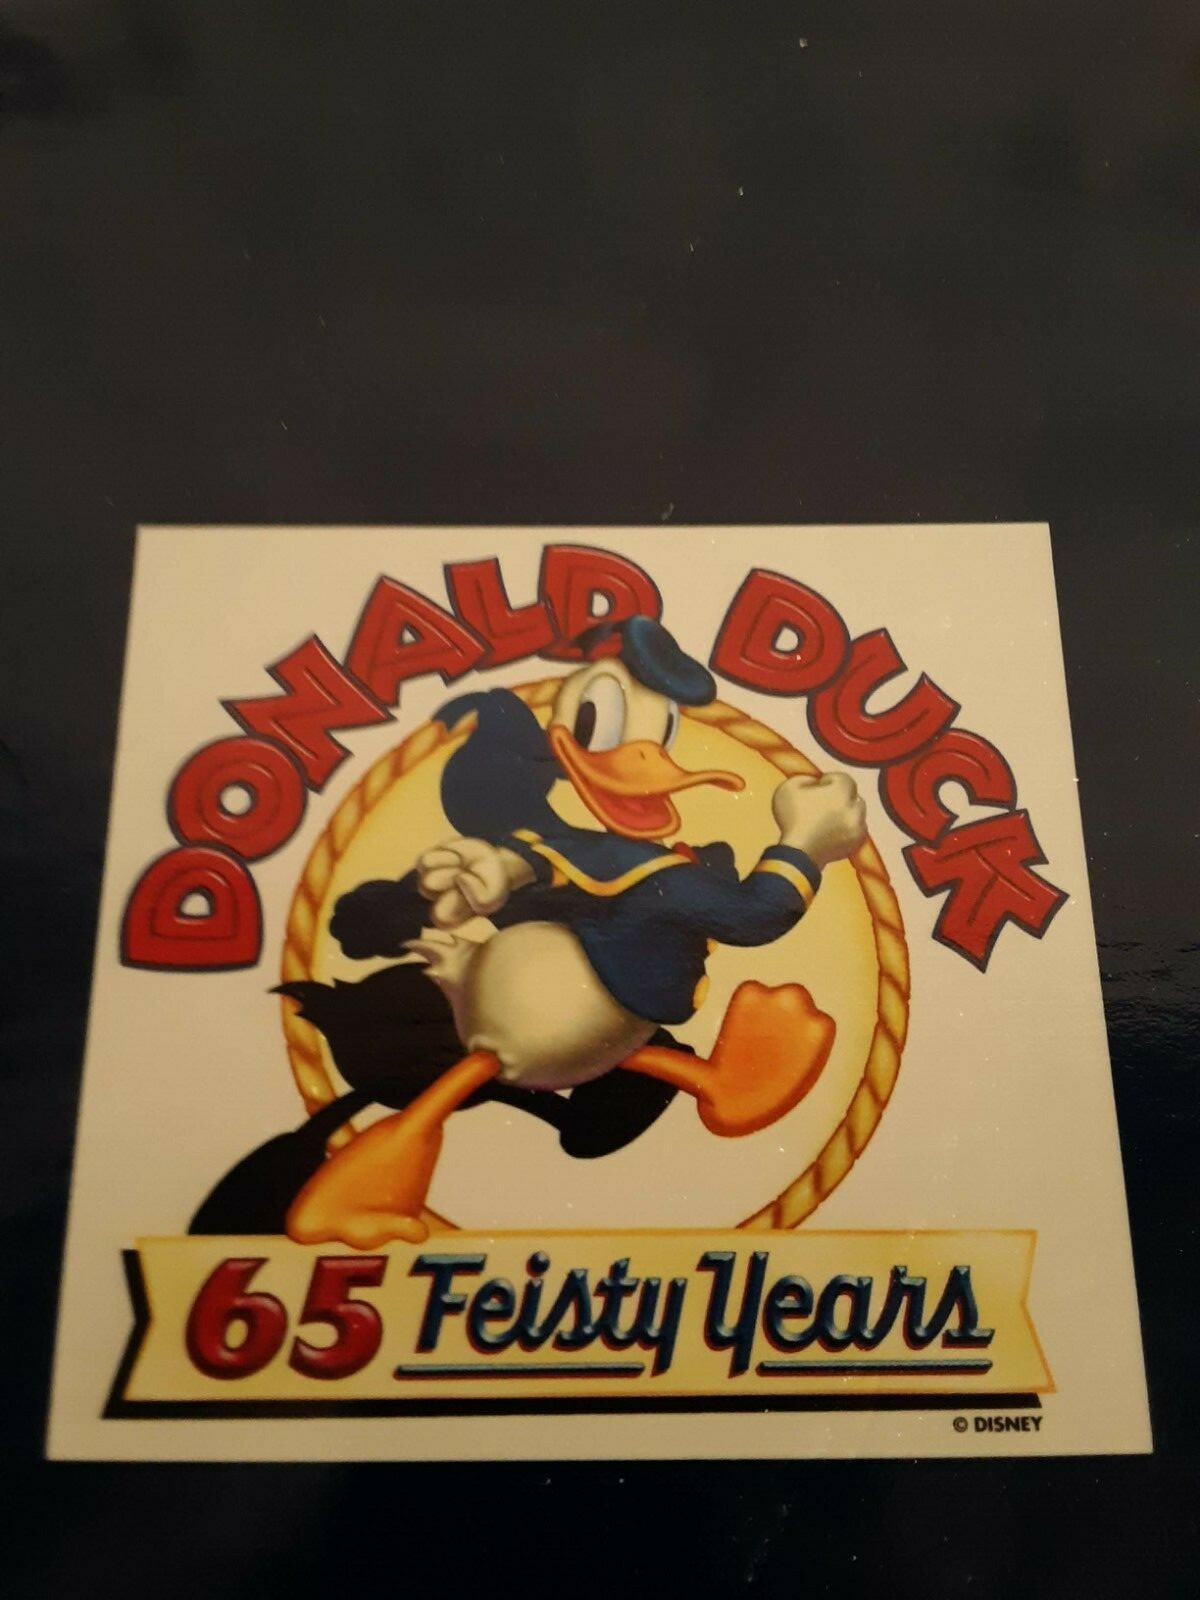 DONALD DUCK
65 Feisty Years
© DISNEY